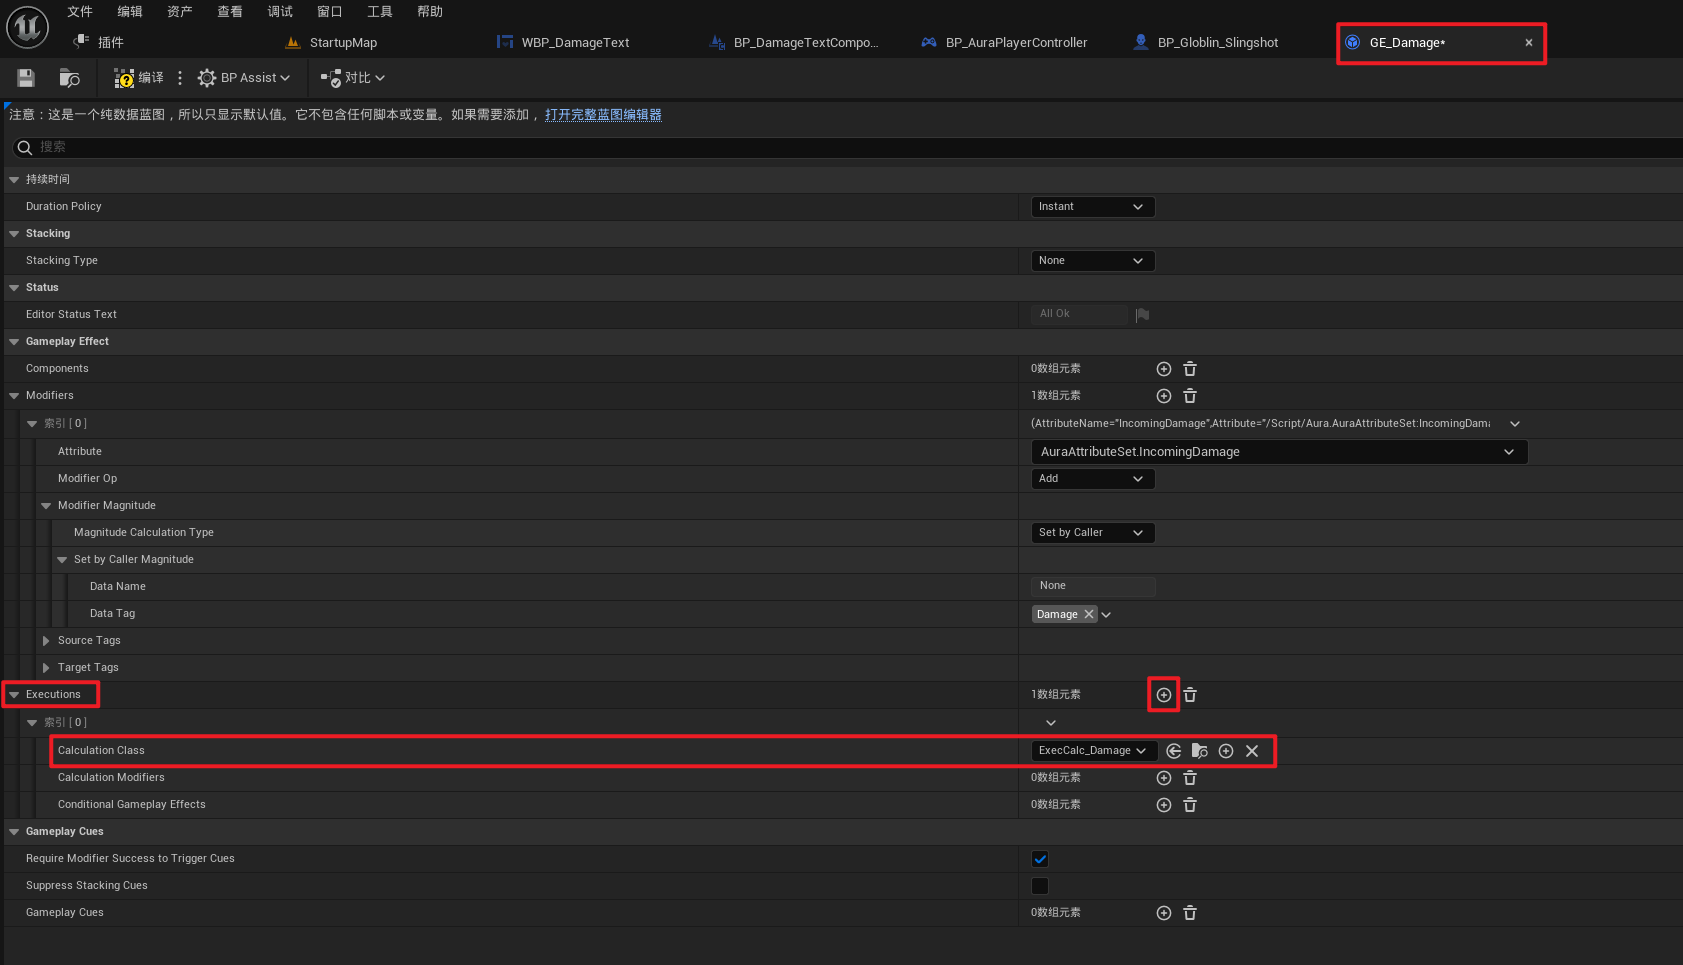 文件 编辑 资产 查看 调试 窗口 工具 帮助
插件 StartupMap WBP_DamageText BP_DamageTextCompo... BP_AuraPlayerController BP_Globlin_Slingshot GE_Damage*
编译 BP Assist 对比
注意：这是一个纯数据蓝图，所以只显示默认值。它不包含任何脚本或变量。如果需要添加，打开完整蓝图编辑器
搜索
持续时间
Duration Policy Instant
Stacking
Stacking Type None
Status
Editor Status Text All Ok
Gameplay Effect
Components 0数组元素
Modifiers 1数组元素
索引 [ 0 ] (AttributeName="IncomingDamage",Attribute="/Script/Aura.AuraAttributeSet:IncomingDama
Attribute AuraAttributeSet.IncomingDamage
Modifier Op Add
Modifier Magnitude
Magnitude Calculation Type Set by Caller
Set by Caller Magnitude
Data Name None
Data Tag Damage
Source Tags
Target Tags
Executions 1数组元素
索引 [ 0 ]
Calculation Class ExecCalc_Damage
Calculation Modifiers 0数组元素
Conditional Gameplay Effects 0数组元素
Gameplay Cues
Require Modifier Success to Trigger Cues
Suppress Stacking Cues
Gameplay Cues 0数组元素